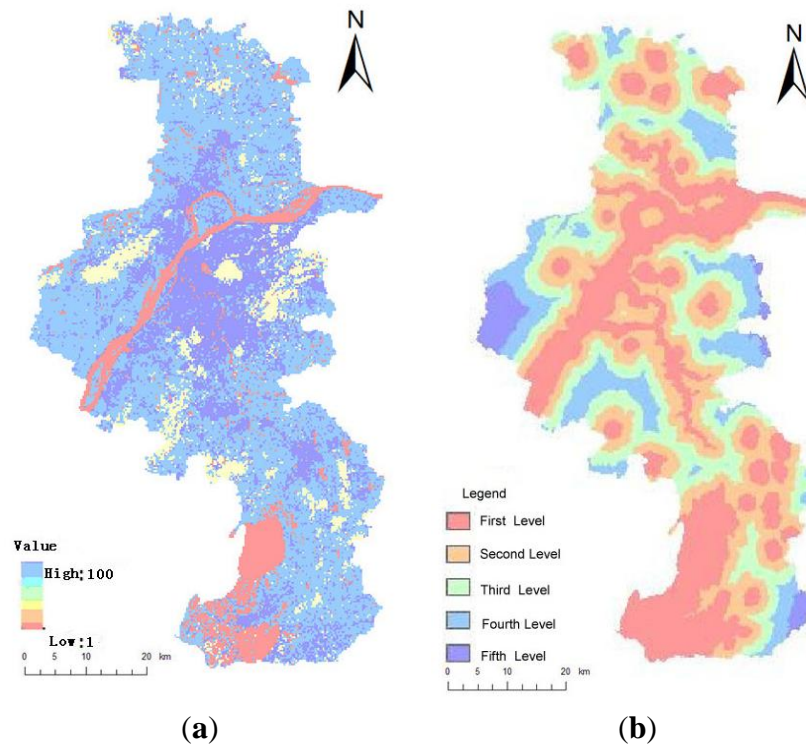 N
Value
High:100
Low:1
0 5 10 20 km
(a)
N
Legend
First Level
Second Level
Third Level
Fourth Level
Fifth Level
0 5 10 20 km
(b)